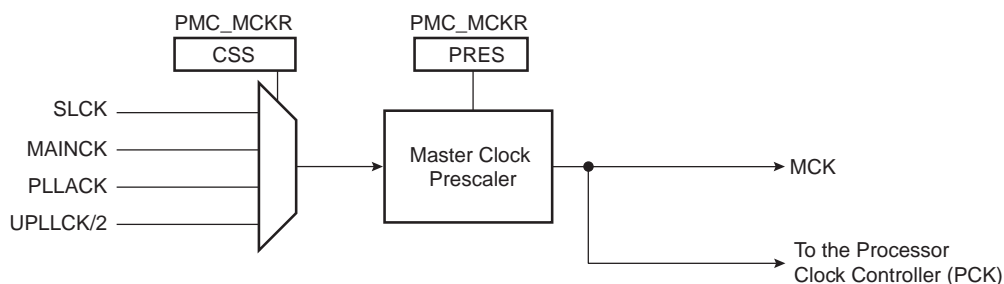 PMC_MCKR
PMC_MCKR
CSS
PRES
SLCK
MAINCK
PLLACK
UPLLCK/2
Master Clock
Prescaler
MCK
To the Processor
Clock Controller (PCK)